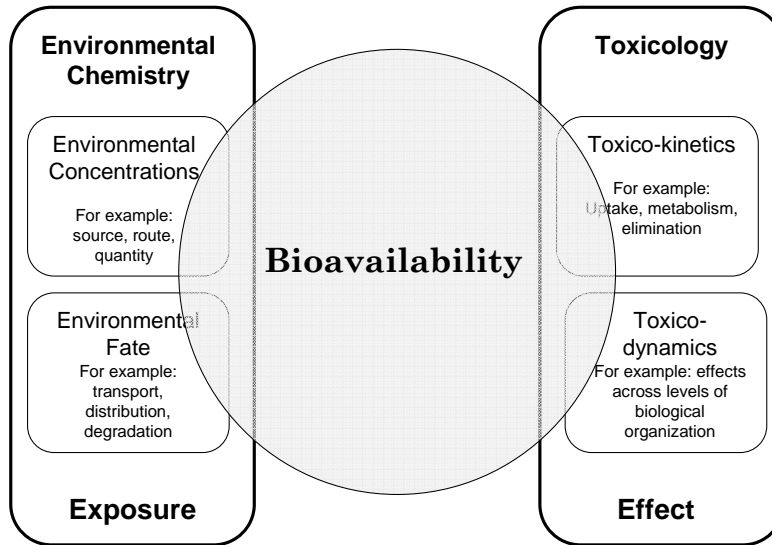 Environmental
Chemistry
Environmental
Concentrations
For example:
source, route,
quantity
Environmental
Fate
For example:
transport,
distribution,
degradation
Exposure
Bioavailability
Toxicology
Toxico-kinetics
For example:
Uptake, metabolism,
elimination
Toxico-
dynamics
For example: effects
across levels of
biological
organization
Effect